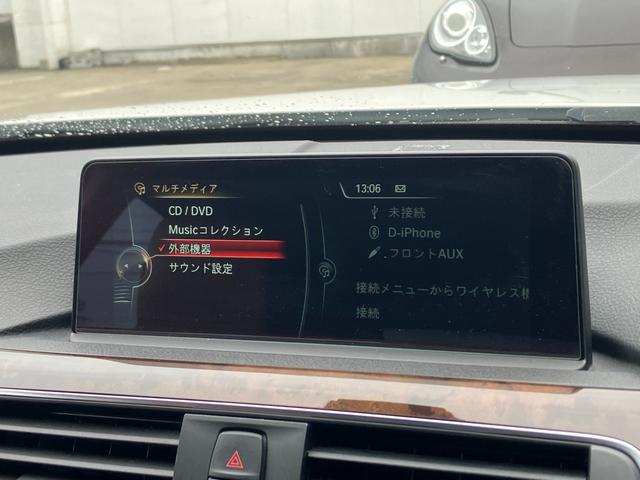 マルチメディア
CD / DVD
Musicコレクション
外部機器
サウンド設定
13:06
未接続
D-iPhone
フロントAUX
接続メニューからワイヤレス機
接続